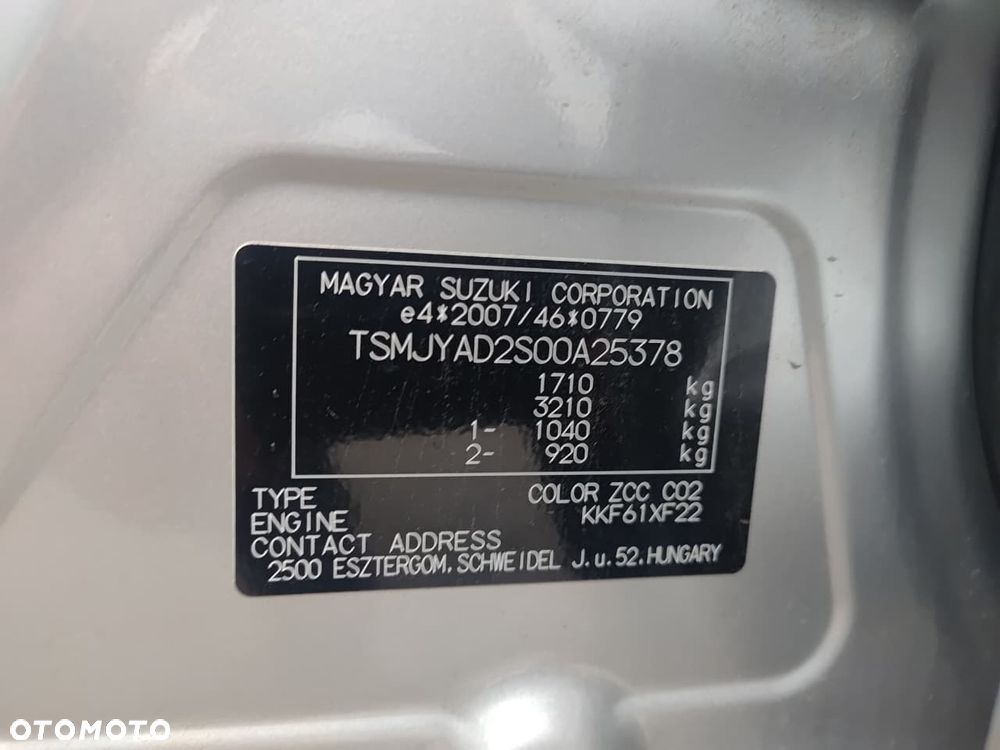 MAGYAR SUZUKI CORPORATION
e4*2007/46*0779
TSMJYAD2S00A25378
1710 kg
3210 kg
1- 1040 kg
2- 920 kg
TYPE COLOR ZCC C02
ENGINE KKF61XF22
CONTACT ADDRESS
2500 ESZTERGOM, SCHWEIDEL J.u.52.HUNGARY
OTOMOTO